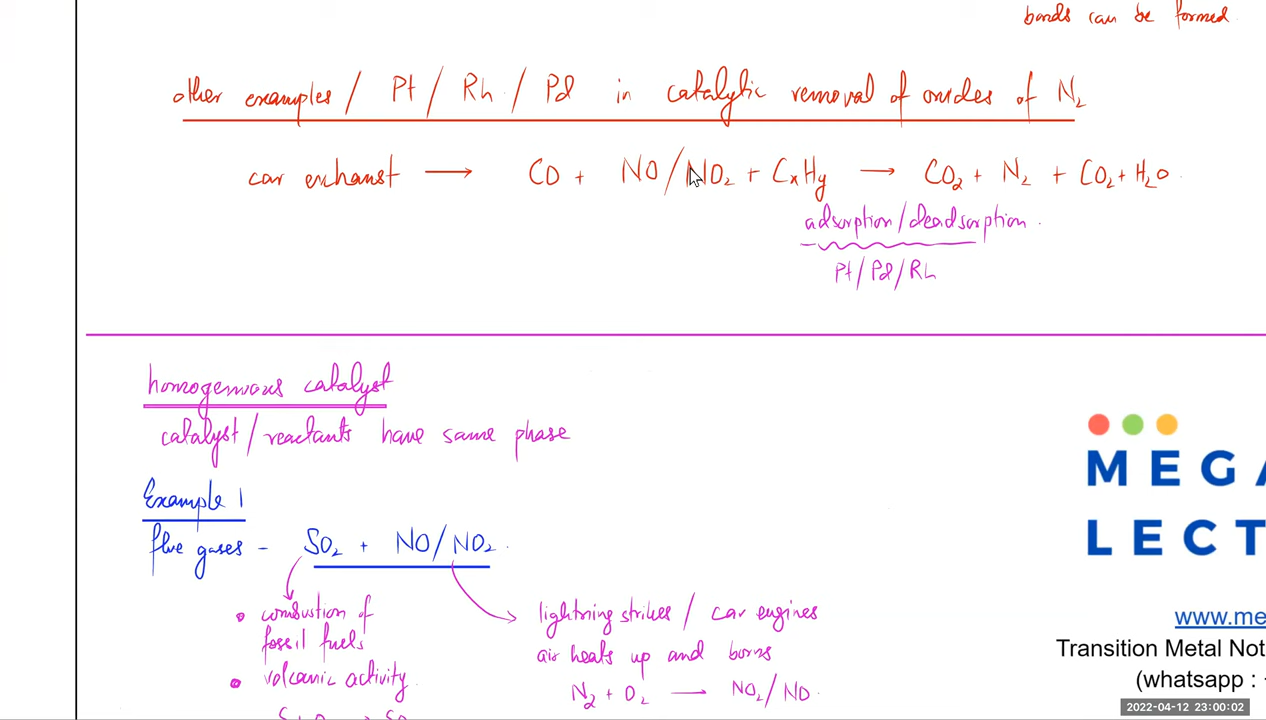 bonds can be formed
other examples / Pt / Rh / Pd in catalytic removal of oxides of N₂
car exhaust → CO + NO/NO₂ + CxHy → CO₂ + N₂ + CO₂ + H₂O
adsorption/deadsorption
Pt/Pd/Rh
homogenious catalyst
catalyst/reactants have same phase
Example 1
flue gases - SO₂ + NO/NO₂
combustion of
fossil fuels
volcanic activity
lightning strikes / car engines
air heats up and burns
N₂ + O₂ → NO₂/NO
MEGA
LECT
www.me
Transition Metal Not
(whatsapp :
2022-04-12 23:00:02